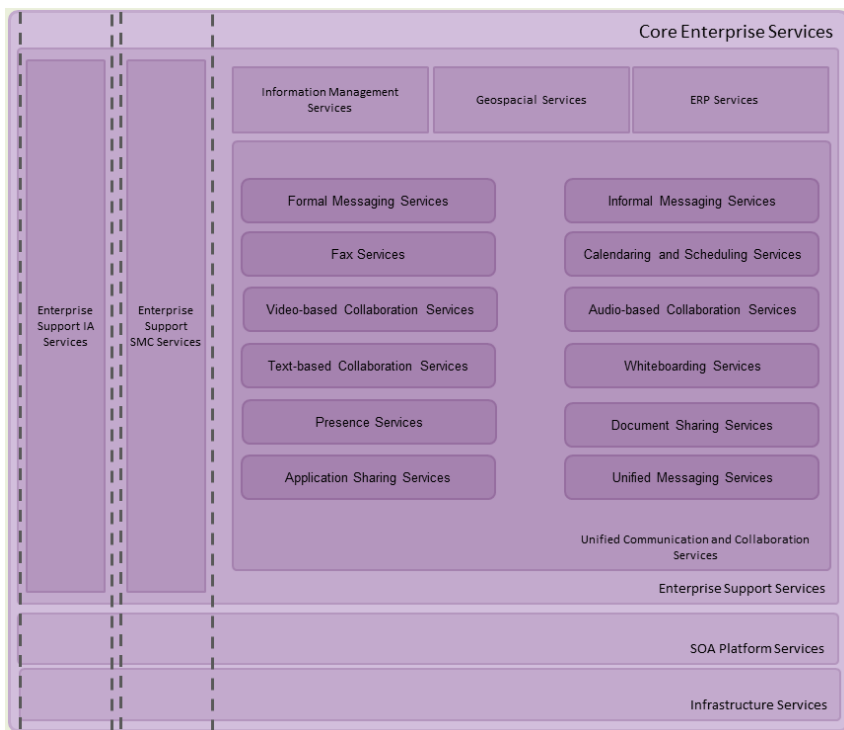 Core Enterprise Services
Information Management
Services
Geospacial Services
ERP Services
Enterprise
Support IA
Services
Enterprise
Support
SMC Services
Formal Messaging Services
Informal Messaging Services
Fax Services
Calendaring and Scheduling Services
Video-based Collaboration Services
Audio-based Collaboration Services
Text-based Collaboration Services
Whiteboarding Services
Presence Services
Document Sharing Services
Application Sharing Services
Unified Messaging Services
Unified Communication and Collaboration
Services
Enterprise Support Services
SOA Platform Services
Infrastructure Services